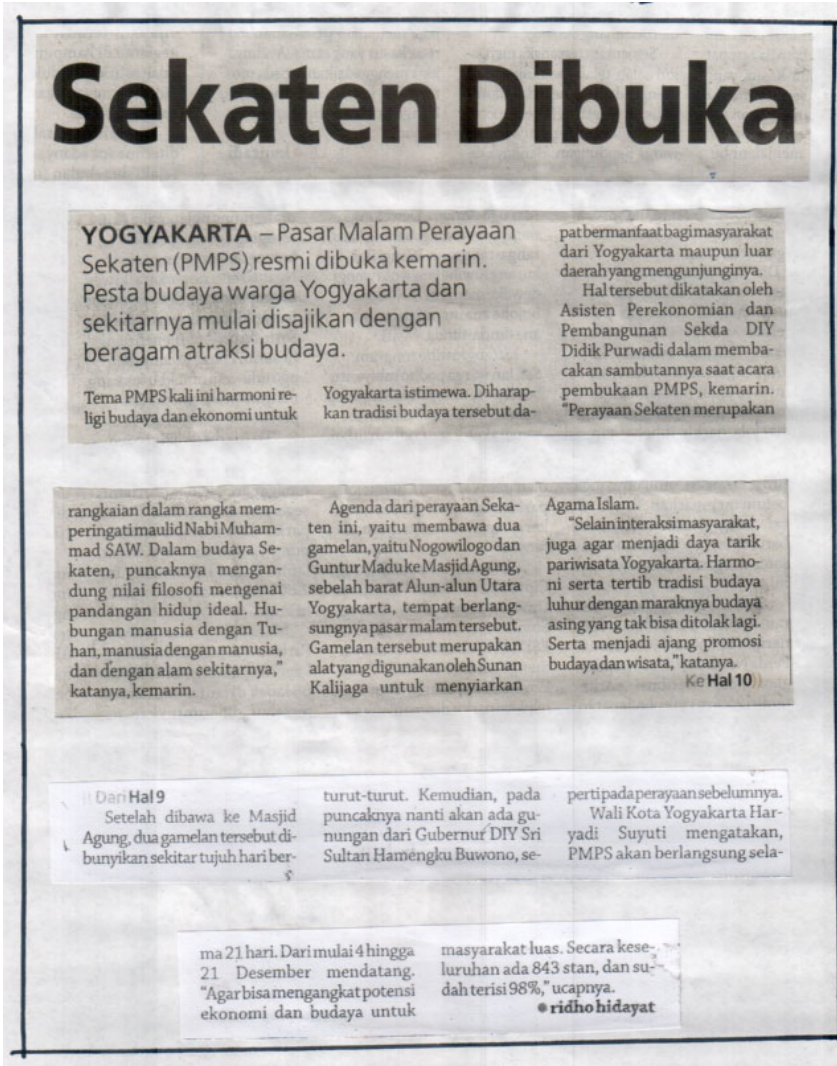 Sekaten Dibuka
YOGYAKARTA – Pasar Malam Perayaan
Sekaten (PMPS) resmi dibuka kemarin.
Pesta budaya warga Yogyakarta dan
sekitarnya mulai disajikan dengan
beragam atraksi budaya.
Tema PMPS kali ini harmoni re-
ligi budaya dan ekonomi untuk
Yogyakarta istimewa. Diharap-
kan tradisi budaya tersebut da-
pat bermanfaat bagi masyarakat
dari Yogyakarta maupun luar
daerah yang mengunjunginya.
Hal tersebut dikatakan oleh
Asisten Perekonomian dan
Pembangunan Sekda DIY
Didik Purwadi dalam memba-
cakan sambutannya saat acara
pembukaan PMPS, kemarin.
"Perayaan Sekaten merupakan
rangkaian dalam rangka mem-
peringati maulid Nabi Muham-
mad SAW. Dalam budaya Se-
katen, puncaknya mengan-
dung nilai filosofi mengenai
pandangan hidup ideal. Hu-
bungan manusia dengan Tu-
han, manusia dengan manusia,
dan dengan alam sekitarnya,"
katanya, kemarin.
Agenda dari perayaan Seka-
ten ini, yaitu membawa dua
gamelan, yaitu Nogowilogo dan
Guntur Madu ke Masjid Agung,
sebelah barat Alun-alun Utara
Yogyakarta, tempat berlang-
sungnya pasar malam tersebut.
Gamelan tersebut merupakan
alat yang digunakan oleh Sunan
Kalijaga untuk menyiarkan
Agama Islam.
"Selain interaksi masyarakat,
juga agar menjadi daya tarik
pariwisata Yogyakarta. Harmo-
ni serta tertib tradisi budaya
luhur dengan maraknya budaya
asing yang tak bisa ditolak lagi.
Serta menjadi ajang promosi
budaya dan wisata," katanya.
Ke Hal 10
Dari Hal 9
Setelah dibawa ke Masjid
Agung, dua gamelan tersebut di-
bunyikan sekitar tujuh hari ber-
turut-turut. Kemudian, pada
puncaknya nanti akan ada gu-
nungan dari Gubernur DIY Sri
Sultan Hamengku Buwono, se-
perti pada perayaan sebelumnya.
Wali Kota Yogyakarta Har-
yadi Suyuti mengatakan,
PMPS akan berlangsung sela-
ma 21 hari. Dari mulai 4 hingga
21 Desember mendatang.
"Agar bisa mengangkat potensi
ekonomi dan budaya untuk
masyarakat luas. Secara kese-
luruhan ada 843 stan, dan su-
dah terisi 98%," ucapnya.
● ridho hidayat